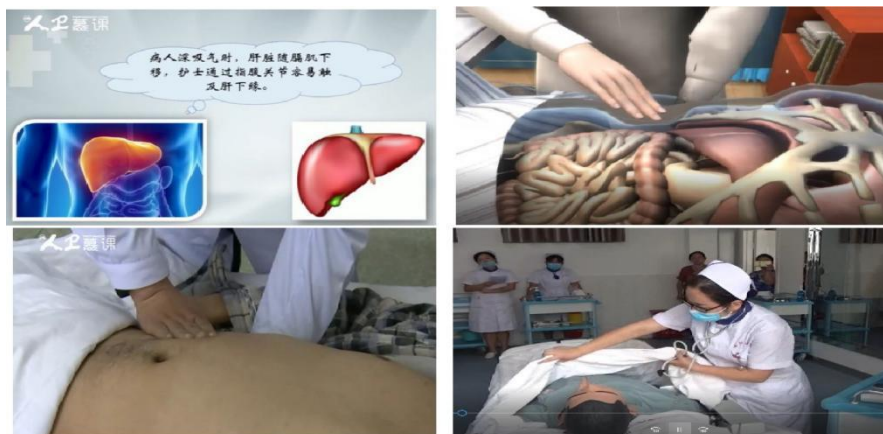 人卫慕课
病人深吸气时，肝脏随膈肌下
移，护士通过指腹关节容易触
及肝下缘。
人卫慕课